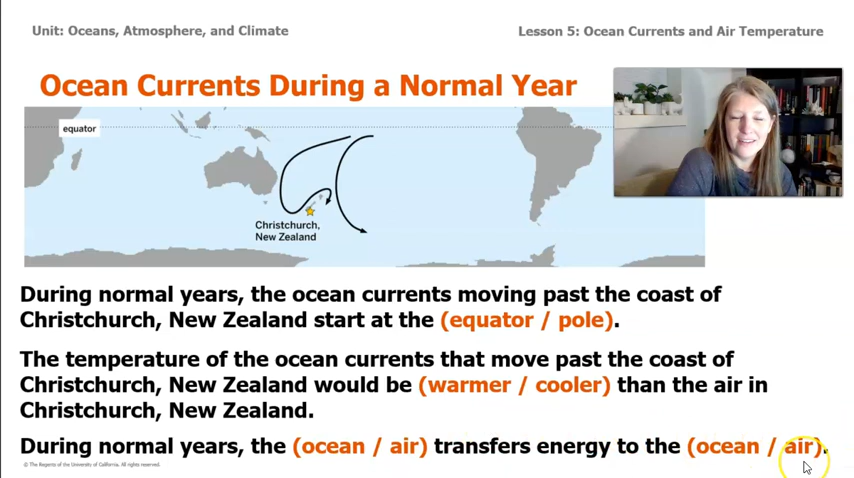 Unit: Oceans, Atmosphere, and Climate
Lesson 5: Ocean Currents and Air Temperature
Ocean Currents During a Normal Year
equator
Christchurch,
New Zealand
During normal years, the ocean currents moving past the coast of
Christchurch, New Zealand start at the (equator / pole).
The temperature of the ocean currents that move past the coast of
Christchurch, New Zealand would be (warmer / cooler) than the air in
Christchurch, New Zealand.
During normal years, the (ocean / air) transfers energy to the (ocean / air).
© The Regents of the University of California. All rights reserved.